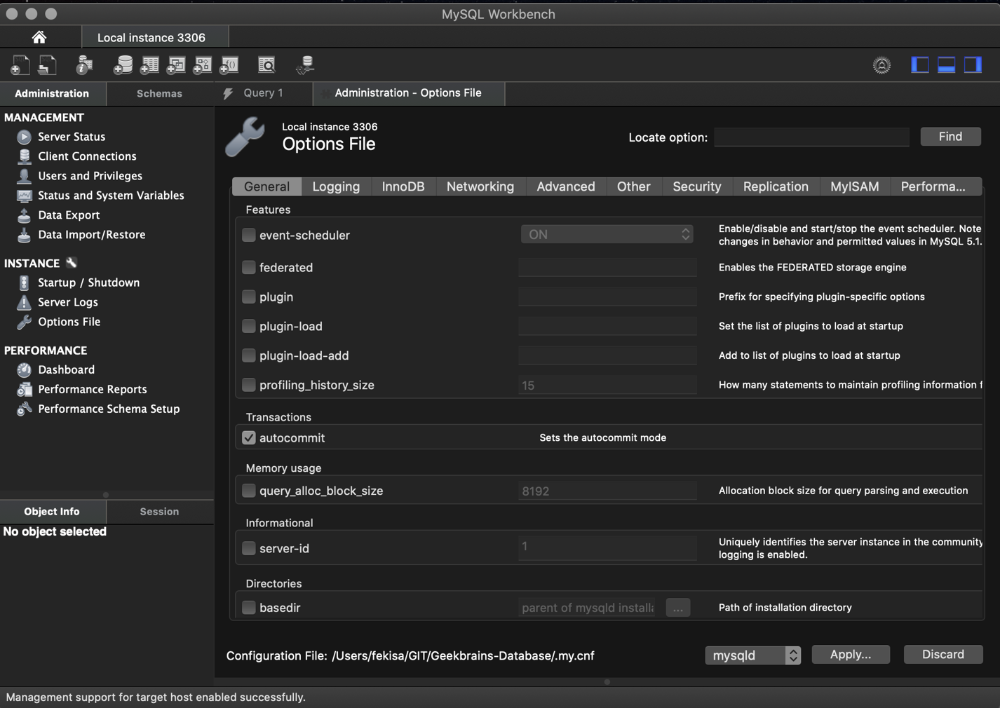 MySQL Workbench
Local instance 3306
Administration
Schemas
Query 1
Administration - Options File
MANAGEMENT
Server Status
Client Connections
Users and Privileges
Status and System Variables
Data Export
Data Import/Restore
INSTANCE
Startup / Shutdown
Server Logs
Options File
PERFORMANCE
Dashboard
Performance Reports
Performance Schema Setup
Object Info
Session
No object selected
Local instance 3306
Options File
Locate option:
Find
General
Logging
InnoDB
Networking
Advanced
Other
Security
Replication
MyISAM
Performa...
Features
event-scheduler
ON
Enable/disable and start/stop the event scheduler. Note
changes in behavior and permitted values in MySQL 5.1.
federated
Enables the FEDERATED storage engine
plugin
Prefix for specifying plugin-specific options
plugin-load
Set the list of plugins to load at startup
plugin-load-add
Add to list of plugins to load at startup
profiling_history_size
15
How many statements to maintain profiling information f
Transactions
autocommit
Sets the autocommit mode
Memory usage
query_alloc_block_size
8192
Allocation block size for query parsing and execution
Informational
server-id
1
Uniquely identifies the server instance in the community
logging is enabled.
Directories
basedir
parent of mysqld installa
...
Path of installation directory
Configuration File: /Users/fekisa/GIT/Geekbrains-Database/.my.cnf
mysqld
Apply...
Discard
Management support for target host enabled successfully.